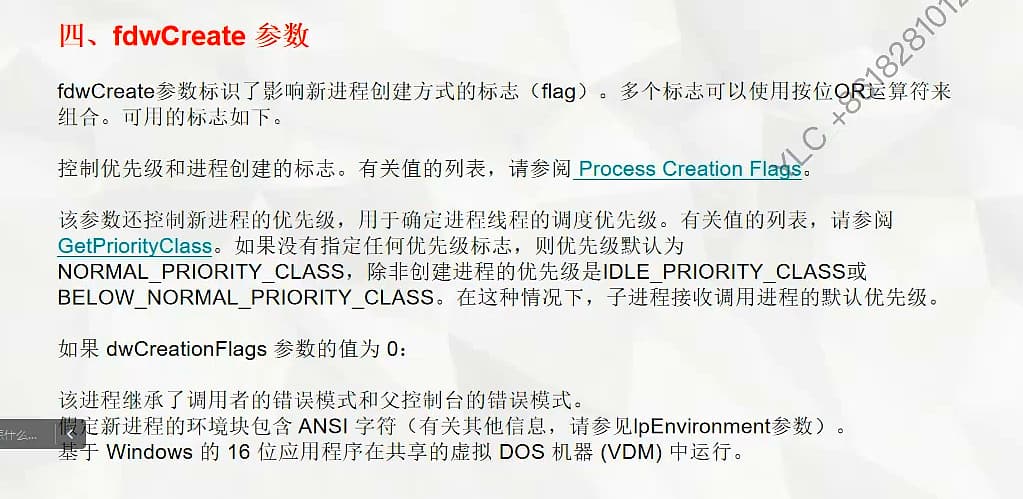 四、fdwCreate 参数
fdwCreate参数标识了影响新进程创建方式的标志（flag）。多个标志可以使用按位OR运算符来
组合。可用的标志如下。
控制优先级和进程创建的标志。有关值的列表，请参阅 Process Creation Flags。
该参数还控制新进程的优先级，用于确定进程线程的调度优先级。有关值的列表，请参阅
GetPriorityClass。如果没有指定任何优先级标志，则优先级默认为
NORMAL_PRIORITY_CLASS，除非创建进程的优先级是IDLE_PRIORITY_CLASS或
BELOW_NORMAL_PRIORITY_CLASS。在这种情况下，子进程接收调用进程的默认优先级。
如果 dwCreationFlags 参数的值为 0：
该进程继承了调用者的错误模式和父控制台的错误模式。
假定新进程的环境块包含 ANSI 字符（有关其他信息，请参见lpEnvironment参数）。
基于 Windows 的 16 位应用程序在共享的虚拟 DOS 机器 (VDM) 中运行。
什么...
YLC +861828101